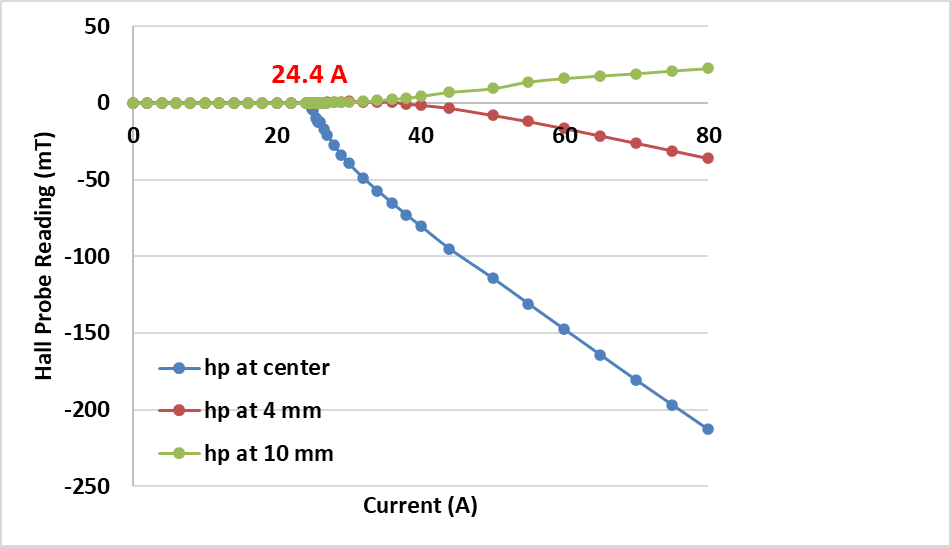 50
24.4 A
0
0 20 40 60 80
-50
-100
-150
-200
-250
Hall Probe Reading (mT)
hp at center
hp at 4 mm
hp at 10 mm
Current (A)